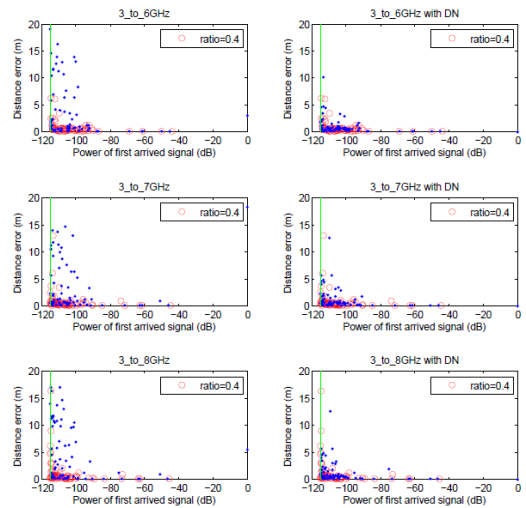 3_to_6GHz
3_to_6GHz with DN
Distance error (m)
20
15
10
5
0
ratio=0.4
−120 −100 −80 −60 −40 −20 0
Power of first arrived signal (dB)
Distance error (m)
20
15
10
5
0
ratio=0.4
−120 −100 −80 −60 −40 −20 0
Power of first arrived signal (dB)
3_to_7GHz
3_to_7GHz with DN
Distance error (m)
20
15
10
5
0
ratio=0.4
−120 −100 −80 −60 −40 −20 0
Power of first arrived signal (dB)
Distance error (m)
20
15
10
5
0
ratio=0.4
−120 −100 −80 −60 −40 −20 0
Power of first arrived signal (dB)
3_to_8GHz
3_to_8GHz with DN
Distance error (m)
20
15
10
5
0
ratio=0.4
−120 −100 −80 −60 −40 −20 0
Power of first arrived signal (dB)
Distance error (m)
20
15
10
5
0
ratio=0.4
−120 −100 −80 −60 −40 −20 0
Power of first arrived signal (dB)